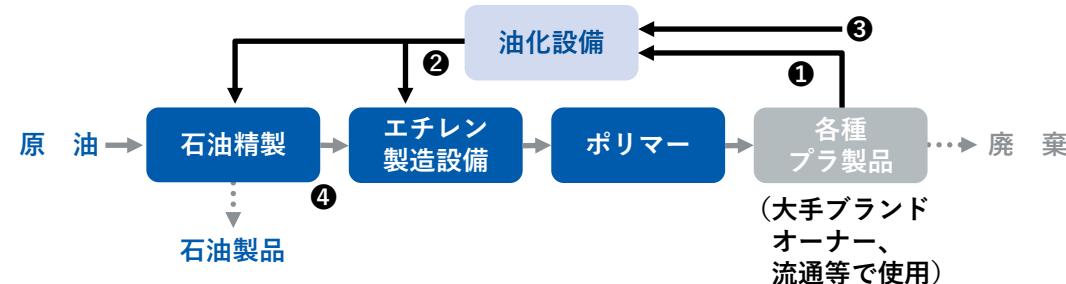 油化設備
❸
❷
❶
原　油
石油精製
エチレン
製造設備
ポリマー
各種
プラ製品
廃　棄
❹
石油製品
（大手ブランド
オーナー、
流通等で使用）